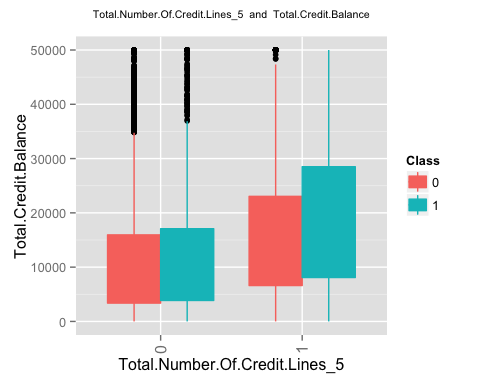 Total.Number.Of.Credit.Lines_5 and Total.Credit.Balance
Total.Credit.Balance
50000
40000
30000
20000
10000
0
0
1
Total.Number.Of.Credit.Lines_5
Class
0
1